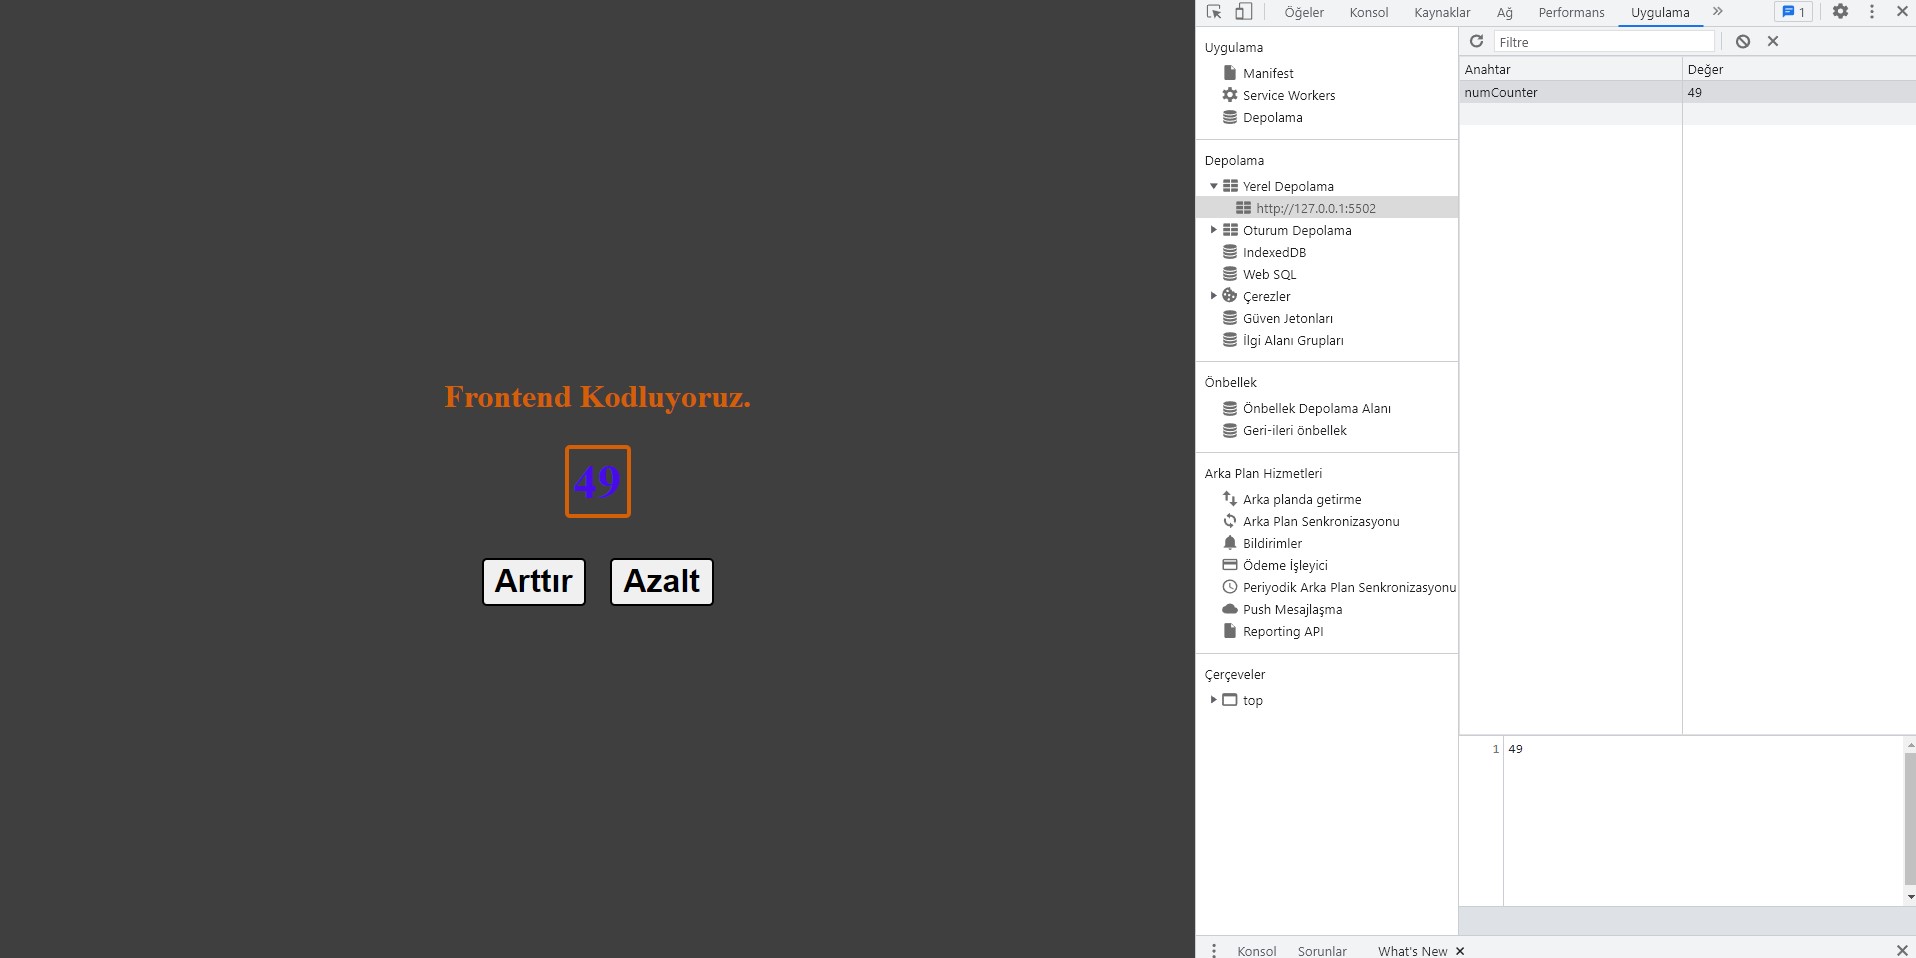 Frontend Kodluyoruz.
49
Arttır Azalt
Öğeler Konsol Kaynaklar Ağ Performans Uygulama » 1
Uygulama
Manifest
Service Workers
Depolama
Depolama
Yerel Depolama
http://127.0.0.1:5502
Oturum Depolama
IndexedDB
Web SQL
Çerezler
Güven Jetonları
İlgi Alanı Grupları
Önbellek
Önbellek Depolama Alanı
Geri-ileri önbellek
Arka Plan Hizmetleri
Arka planda getirme
Arka Plan Senkronizasyonu
Bildirimler
Ödeme İşleyici
Periyodik Arka Plan Senkronizasyonu
Push Mesajlaşma
Reporting API
Çerçeveler
top
Filtre
Anahtar Değer
numCounter 49
1 49
Konsol Sorunlar What's New